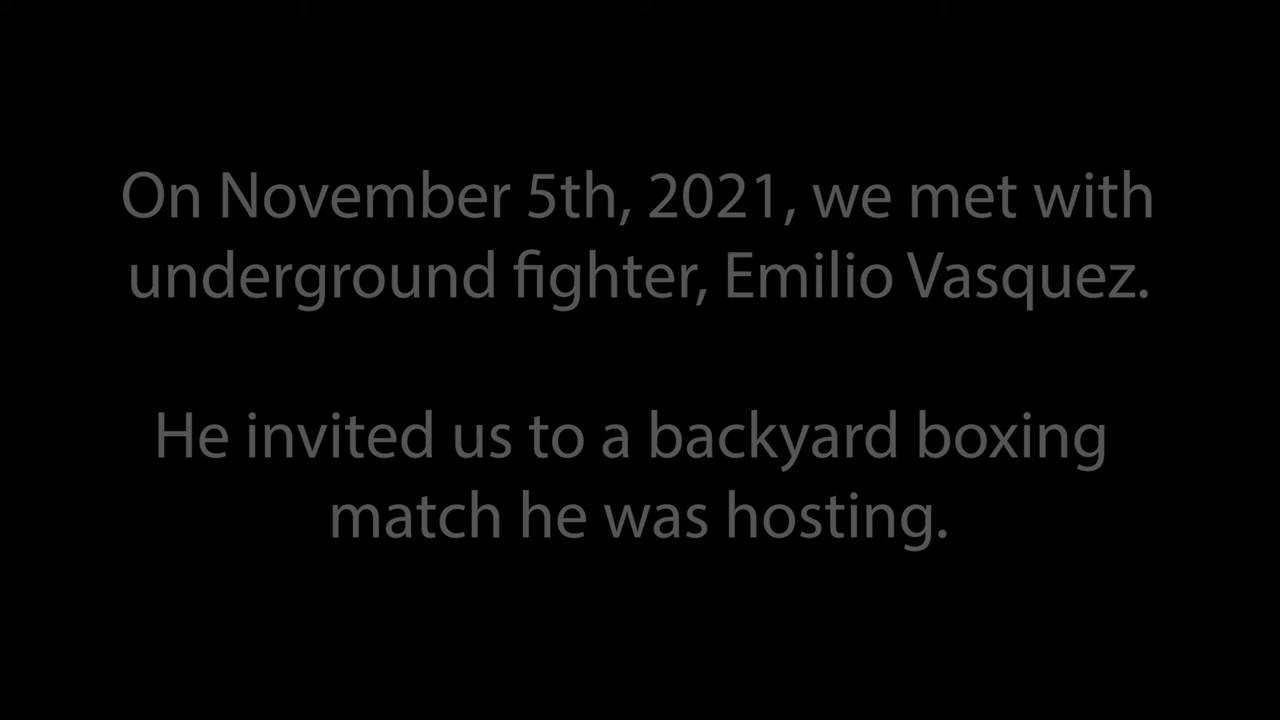 On November 5th, 2021, we met with
underground fighter, Emilio Vasquez.
He invited us to a backyard boxing
match he was hosting.